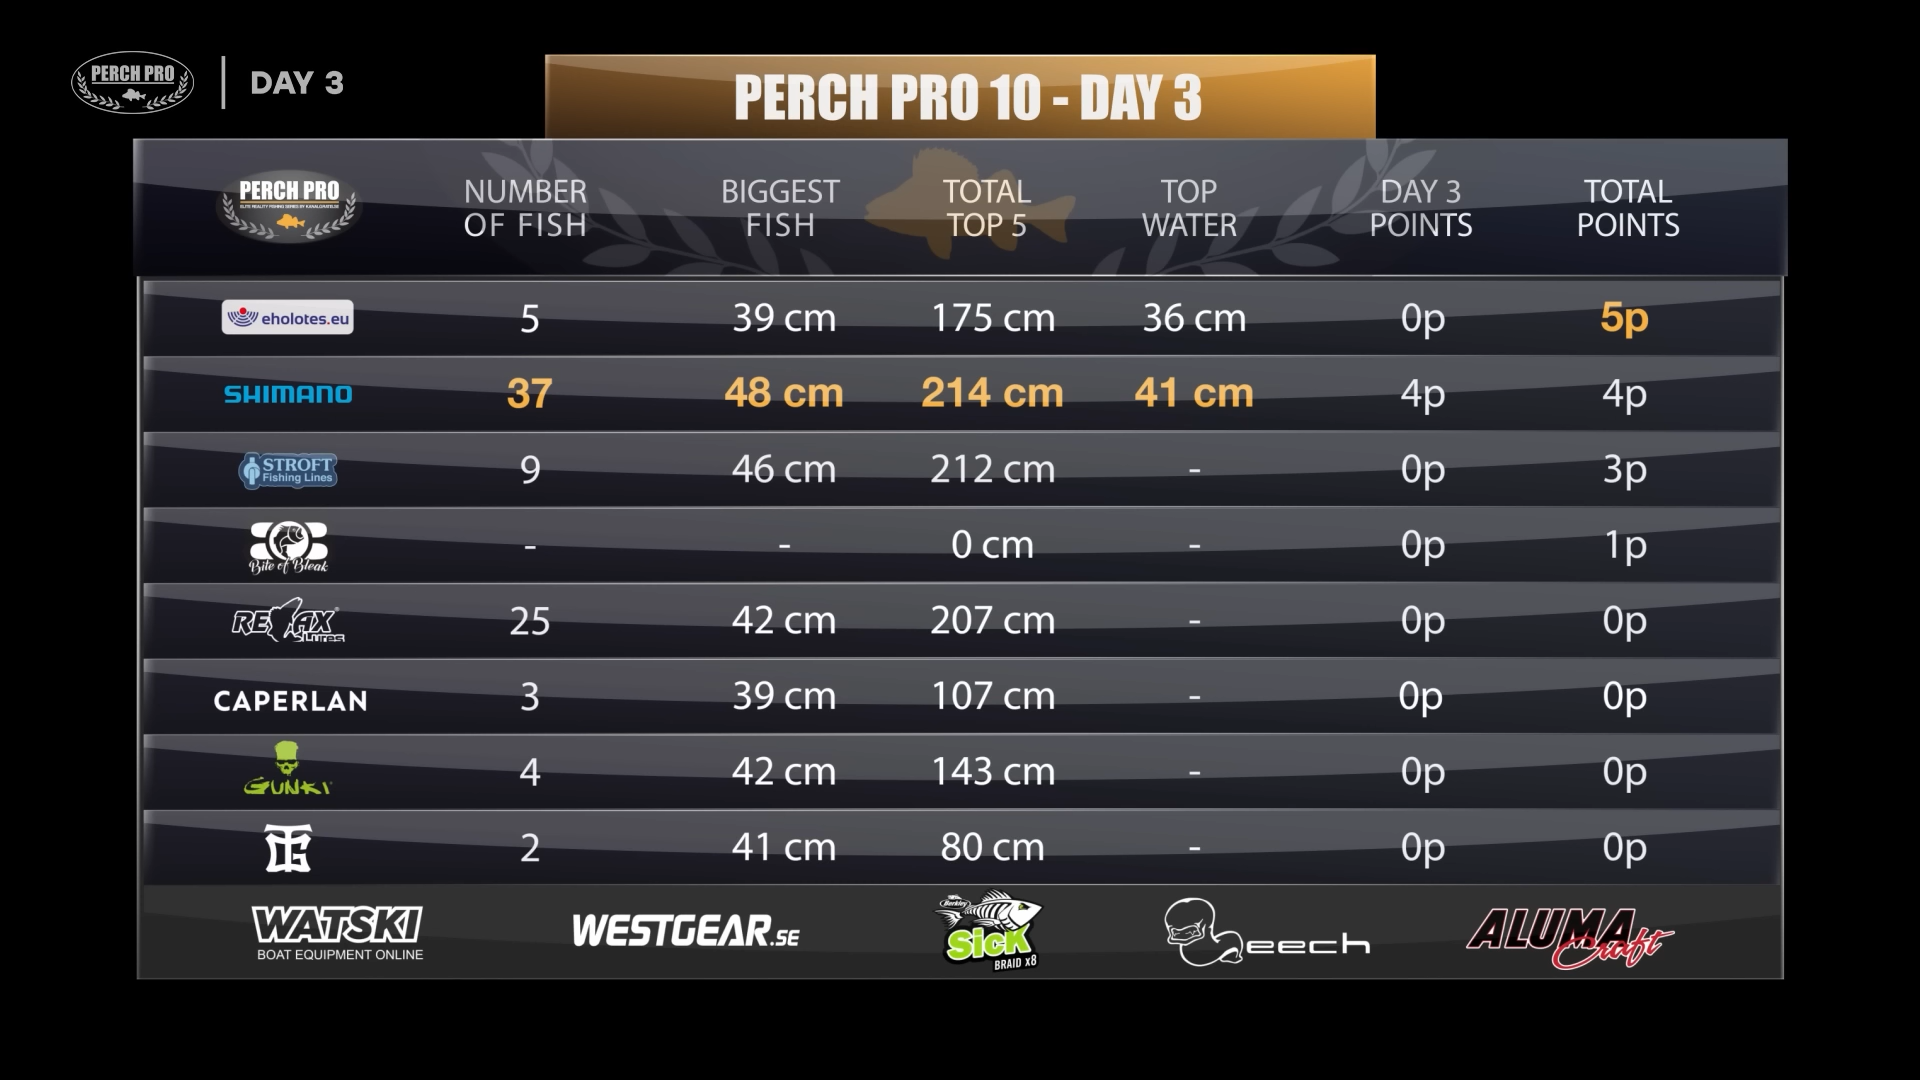 PERCH PRO | DAY 3
PERCH PRO 10 - DAY 3
PERCH PRO
NUMBER OF FISH
BIGGEST FISH
TOTAL TOP 5
TOP WATER
DAY 3 POINTS
TOTAL POINTS
eholotes.eu 5 39 cm 175 cm 36 cm 0p 5p
SHIMANO 37 48 cm 214 cm 41 cm 4p 4p
STROFT Fishing Lines 9 46 cm 212 cm - 0p 3p
Bite of Bleak - - 0 cm - 0p 1p
RELAX Lures 25 42 cm 207 cm - 0p 0p
CAPERLAN 3 39 cm 107 cm - 0p 0p
GUNKI 4 42 cm 143 cm - 0p 0p
TG 2 41 cm 80 cm - 0p 0p
WATSKI
BOAT EQUIPMENT ONLINE
WESTGEAR.SE
Berkley
SicK
BRAID x8
Leech
ALUMA
Craft